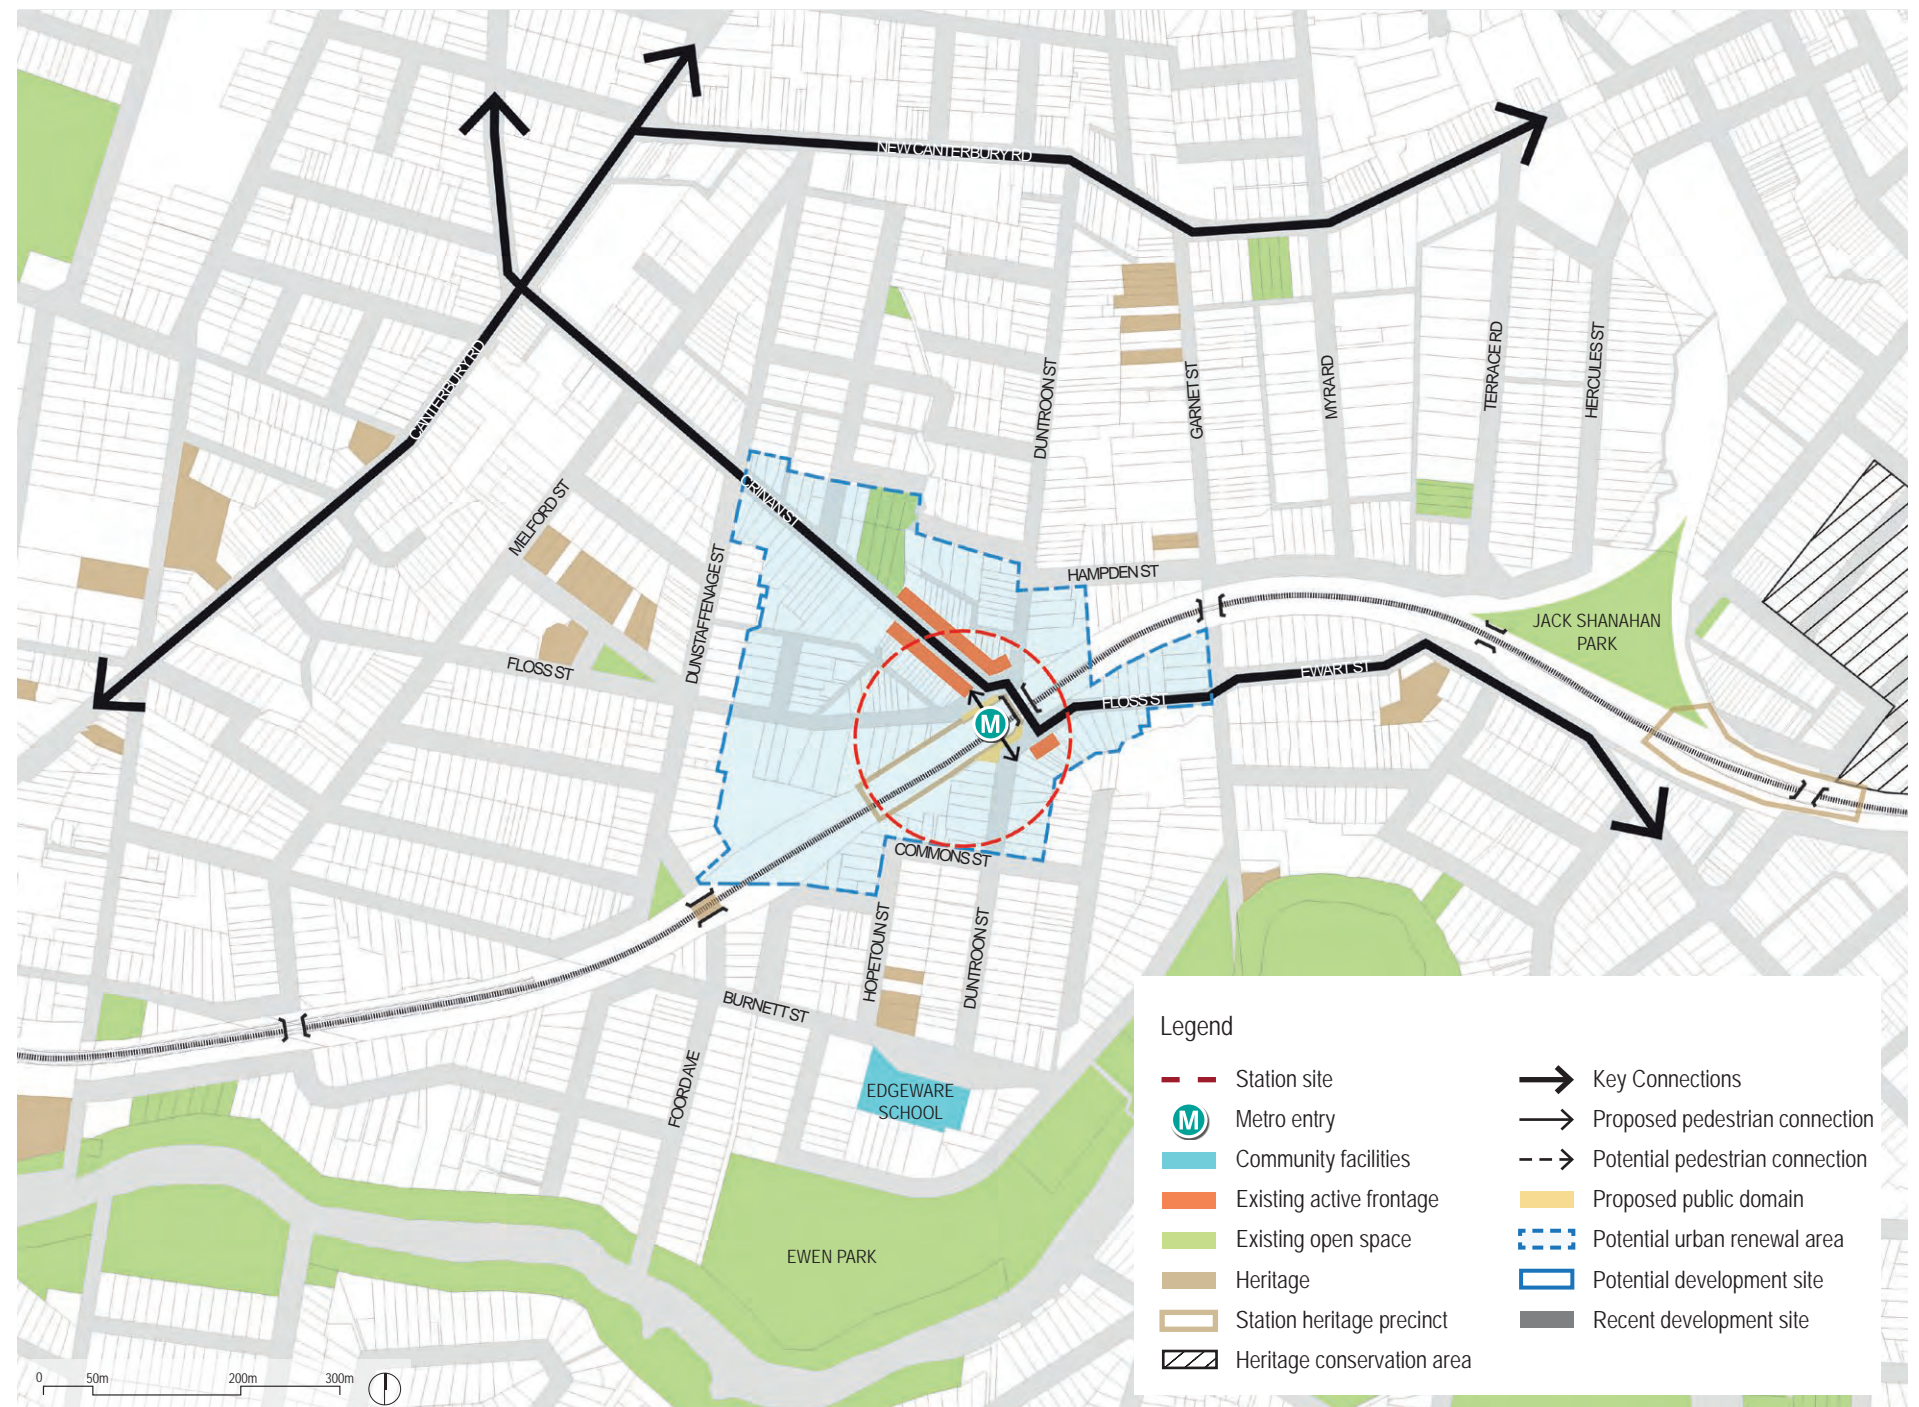 NEW CANTERBURY RD
CANTERBURY RD
DUNTROON ST
GARNET ST
MYRA RD
TERRACE RD
HERCULES ST
CRINAN ST
MELFORD ST
DUNSTAFFENAGE ST
HAMPDEN ST
JACK SHANAHAN
PARK
FLOSS ST
EWART ST
FLOSS ST
M
COMMONS ST
HOPETOUN ST
DUNTROON ST
BURNETT ST
FOORD AVE
EDGEWARE
SCHOOL
EWEN PARK
Legend
Station site
M
Metro entry
Community facilities
Existing active frontage
Existing open space
Heritage
Station heritage precinct
Heritage conservation area
Key Connections
Proposed pedestrian connection
Potential pedestrian connection
Proposed public domain
Potential urban renewal area
Potential development site
Recent development site
0 50m 200m 300m